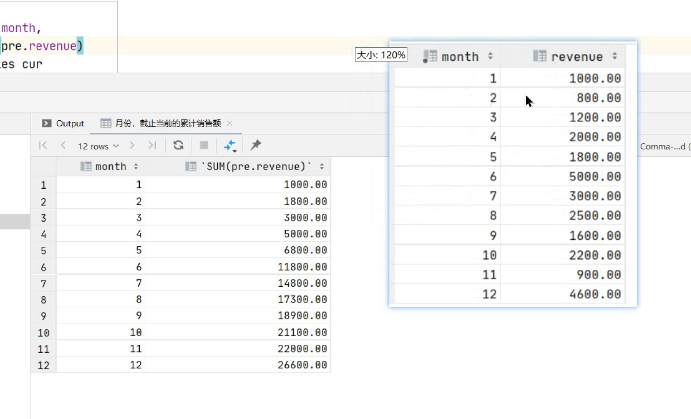 month,
pre.revenue)
es cur
大小: 120%
month revenue
1 1000.00
2 800.00
3 1200.00
4 2000.00
5 1800.00
6 5000.00
7 3000.00
8 2500.00
9 1600.00
10 2200.00
11 900.00
12 4600.00
Output 月份，截止当前的累计销售额
12 rows
Comma-...d
month `SUM(pre.revenue)`
1 1 1000.00
2 2 1800.00
3 3 3000.00
4 4 5000.00
5 5 6800.00
6 6 11800.00
7 7 14800.00
8 8 17300.00
9 9 18900.00
10 10 21100.00
11 11 22000.00
12 12 26600.00